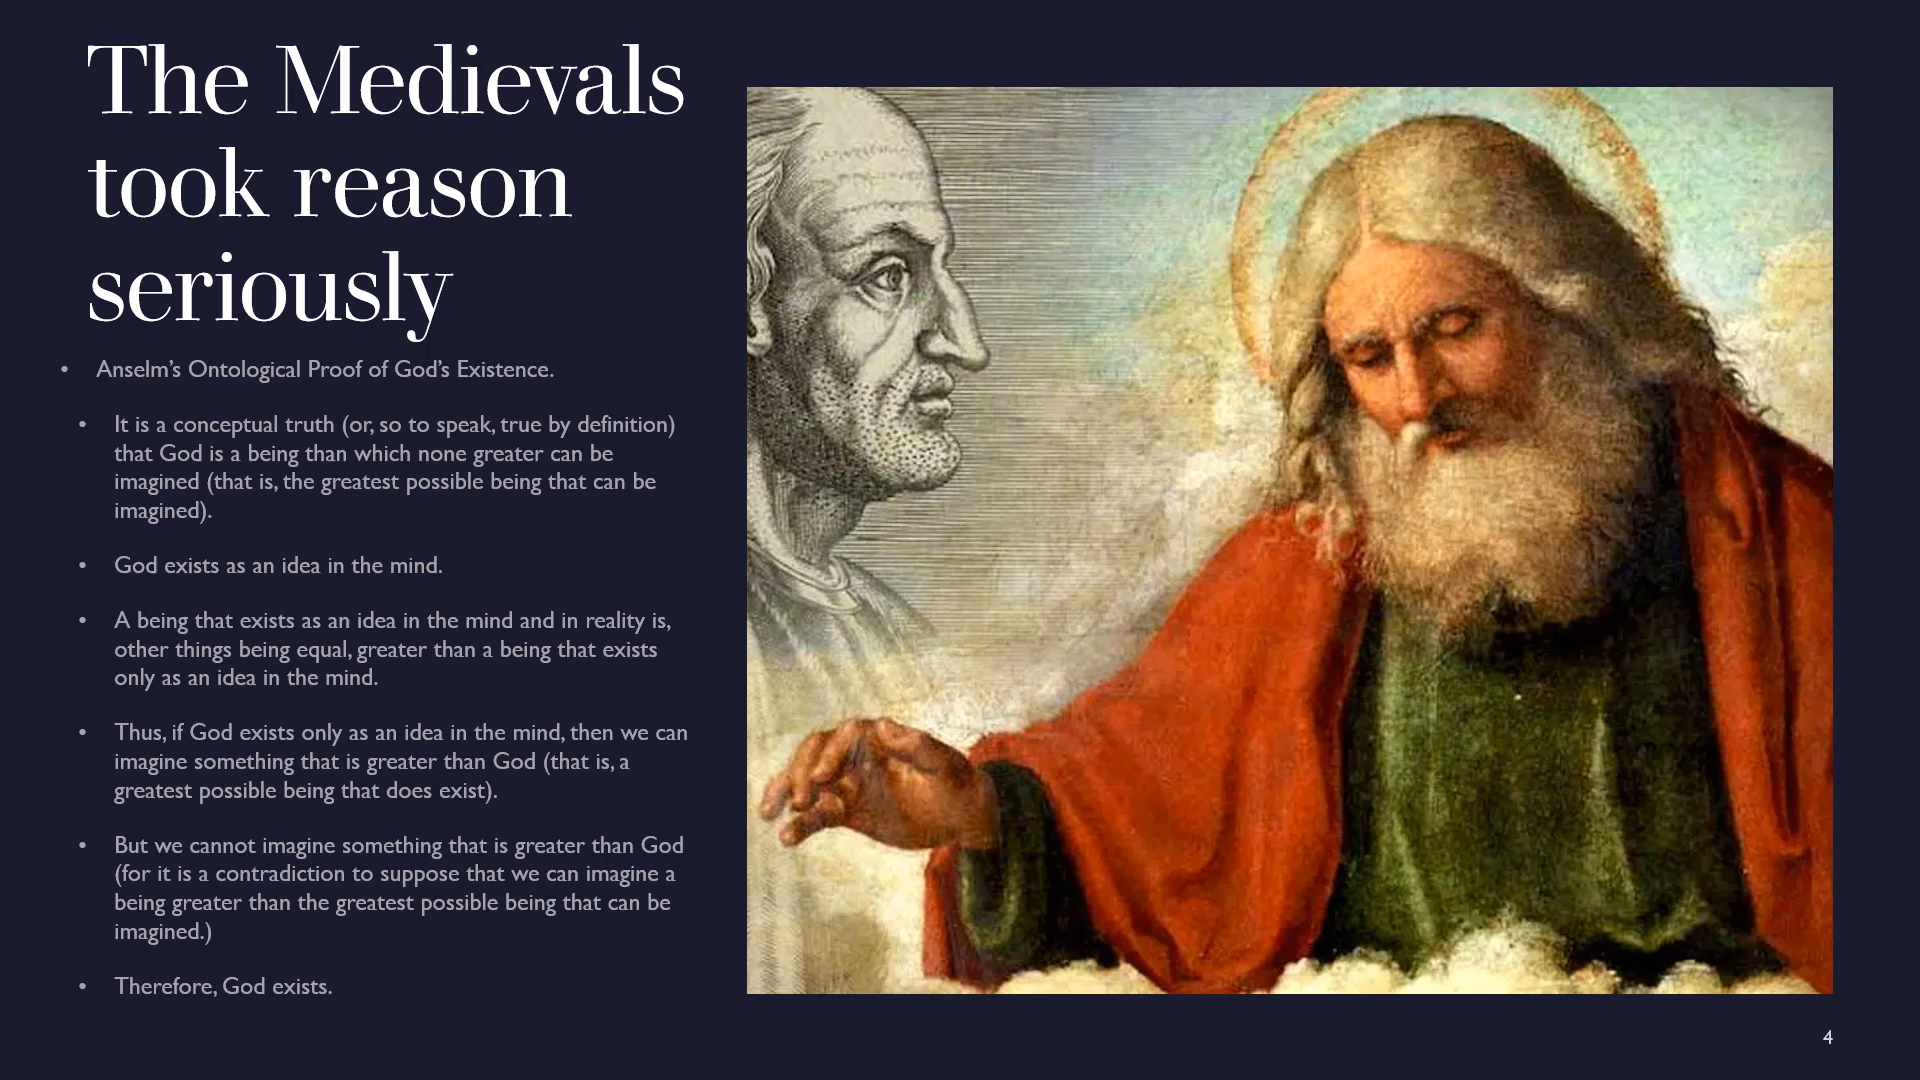 The Medievals
took reason
seriously
• Anselm’s Ontological Proof of God’s Existence.
• It is a conceptual truth (or, so to speak, true by definition)
that God is a being than which none greater can be
imagined (that is, the greatest possible being that can be
imagined).
• God exists as an idea in the mind.
• A being that exists as an idea in the mind and in reality is,
other things being equal, greater than a being that exists
only as an idea in the mind.
• Thus, if God exists only as an idea in the mind, then we can
imagine something that is greater than God (that is, a
greatest possible being that does exist).
• But we cannot imagine something that is greater than God
(for it is a contradiction to suppose that we can imagine a
being greater than the greatest possible being that can be
imagined.)
• Therefore, God exists.
4